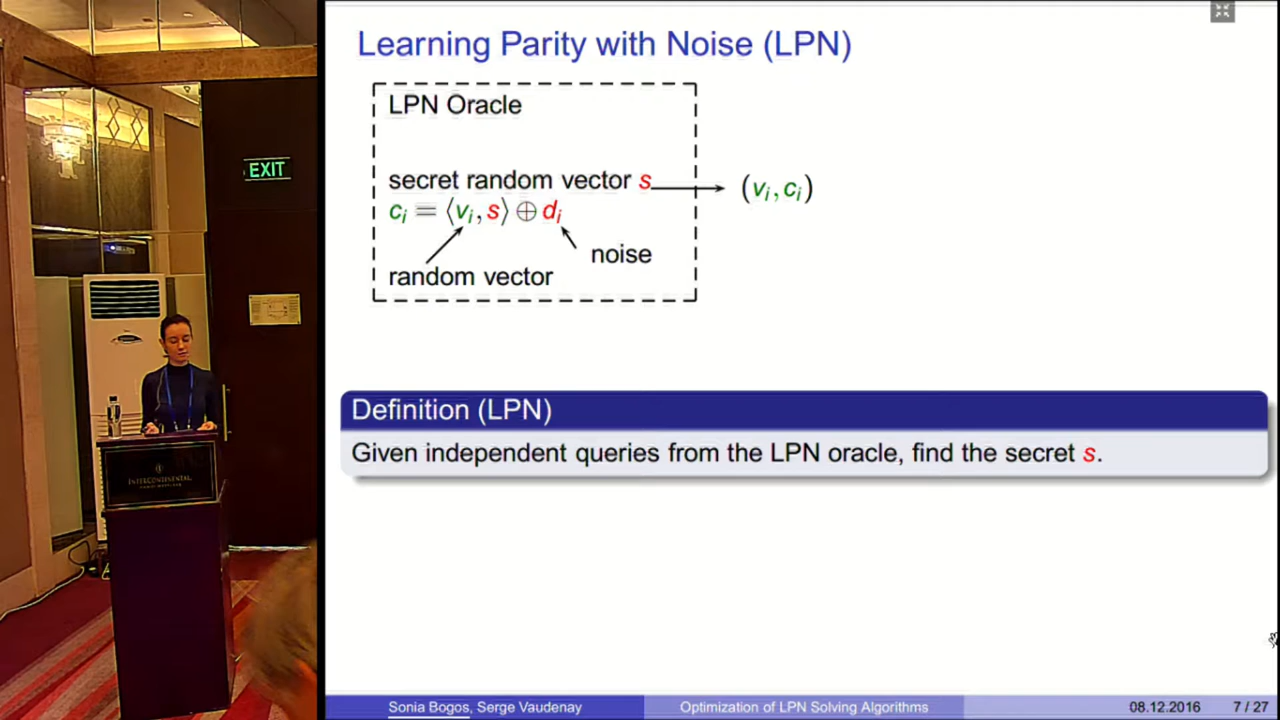 Learning Parity with Noise (LPN)
LPN Oracle
secret random vector s
(vᵢ, cᵢ)
cᵢ = ⟨vᵢ, s⟩ ⊕ dᵢ
noise
random vector
Definition (LPN)
Given independent queries from the LPN oracle, find the secret s.
Sonia Bogos, Serge Vaudenay
Optimization of LPN Solving Algorithms
08.12.2016
7 / 27
EXIT
INTERCONTINENTAL